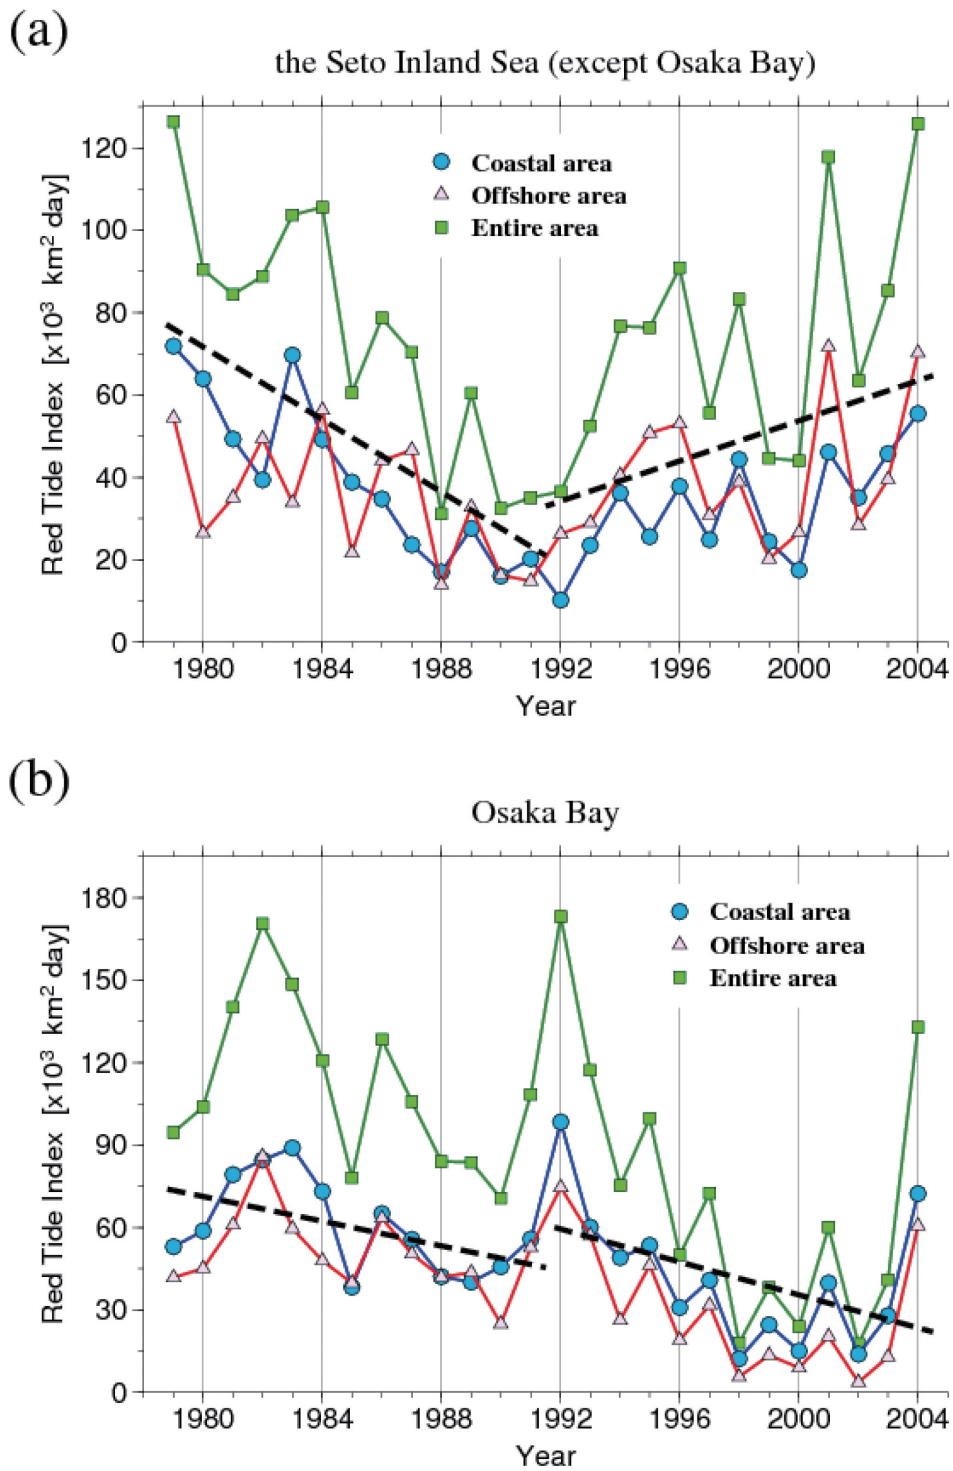 (a)
the Seto Inland Sea (except Osaka Bay)
120
100
80
60
40
20
0
Red Tide Index [x10³ km² day]
Coastal area
Offshore area
Entire area
1980 1984 1988 1992 1996 2000 2004
Year
(b)
Osaka Bay
180
150
120
90
60
30
0
Red Tide Index [x10³ km² day]
Coastal area
Offshore area
Entire area
1980 1984 1988 1992 1996 2000 2004
Year